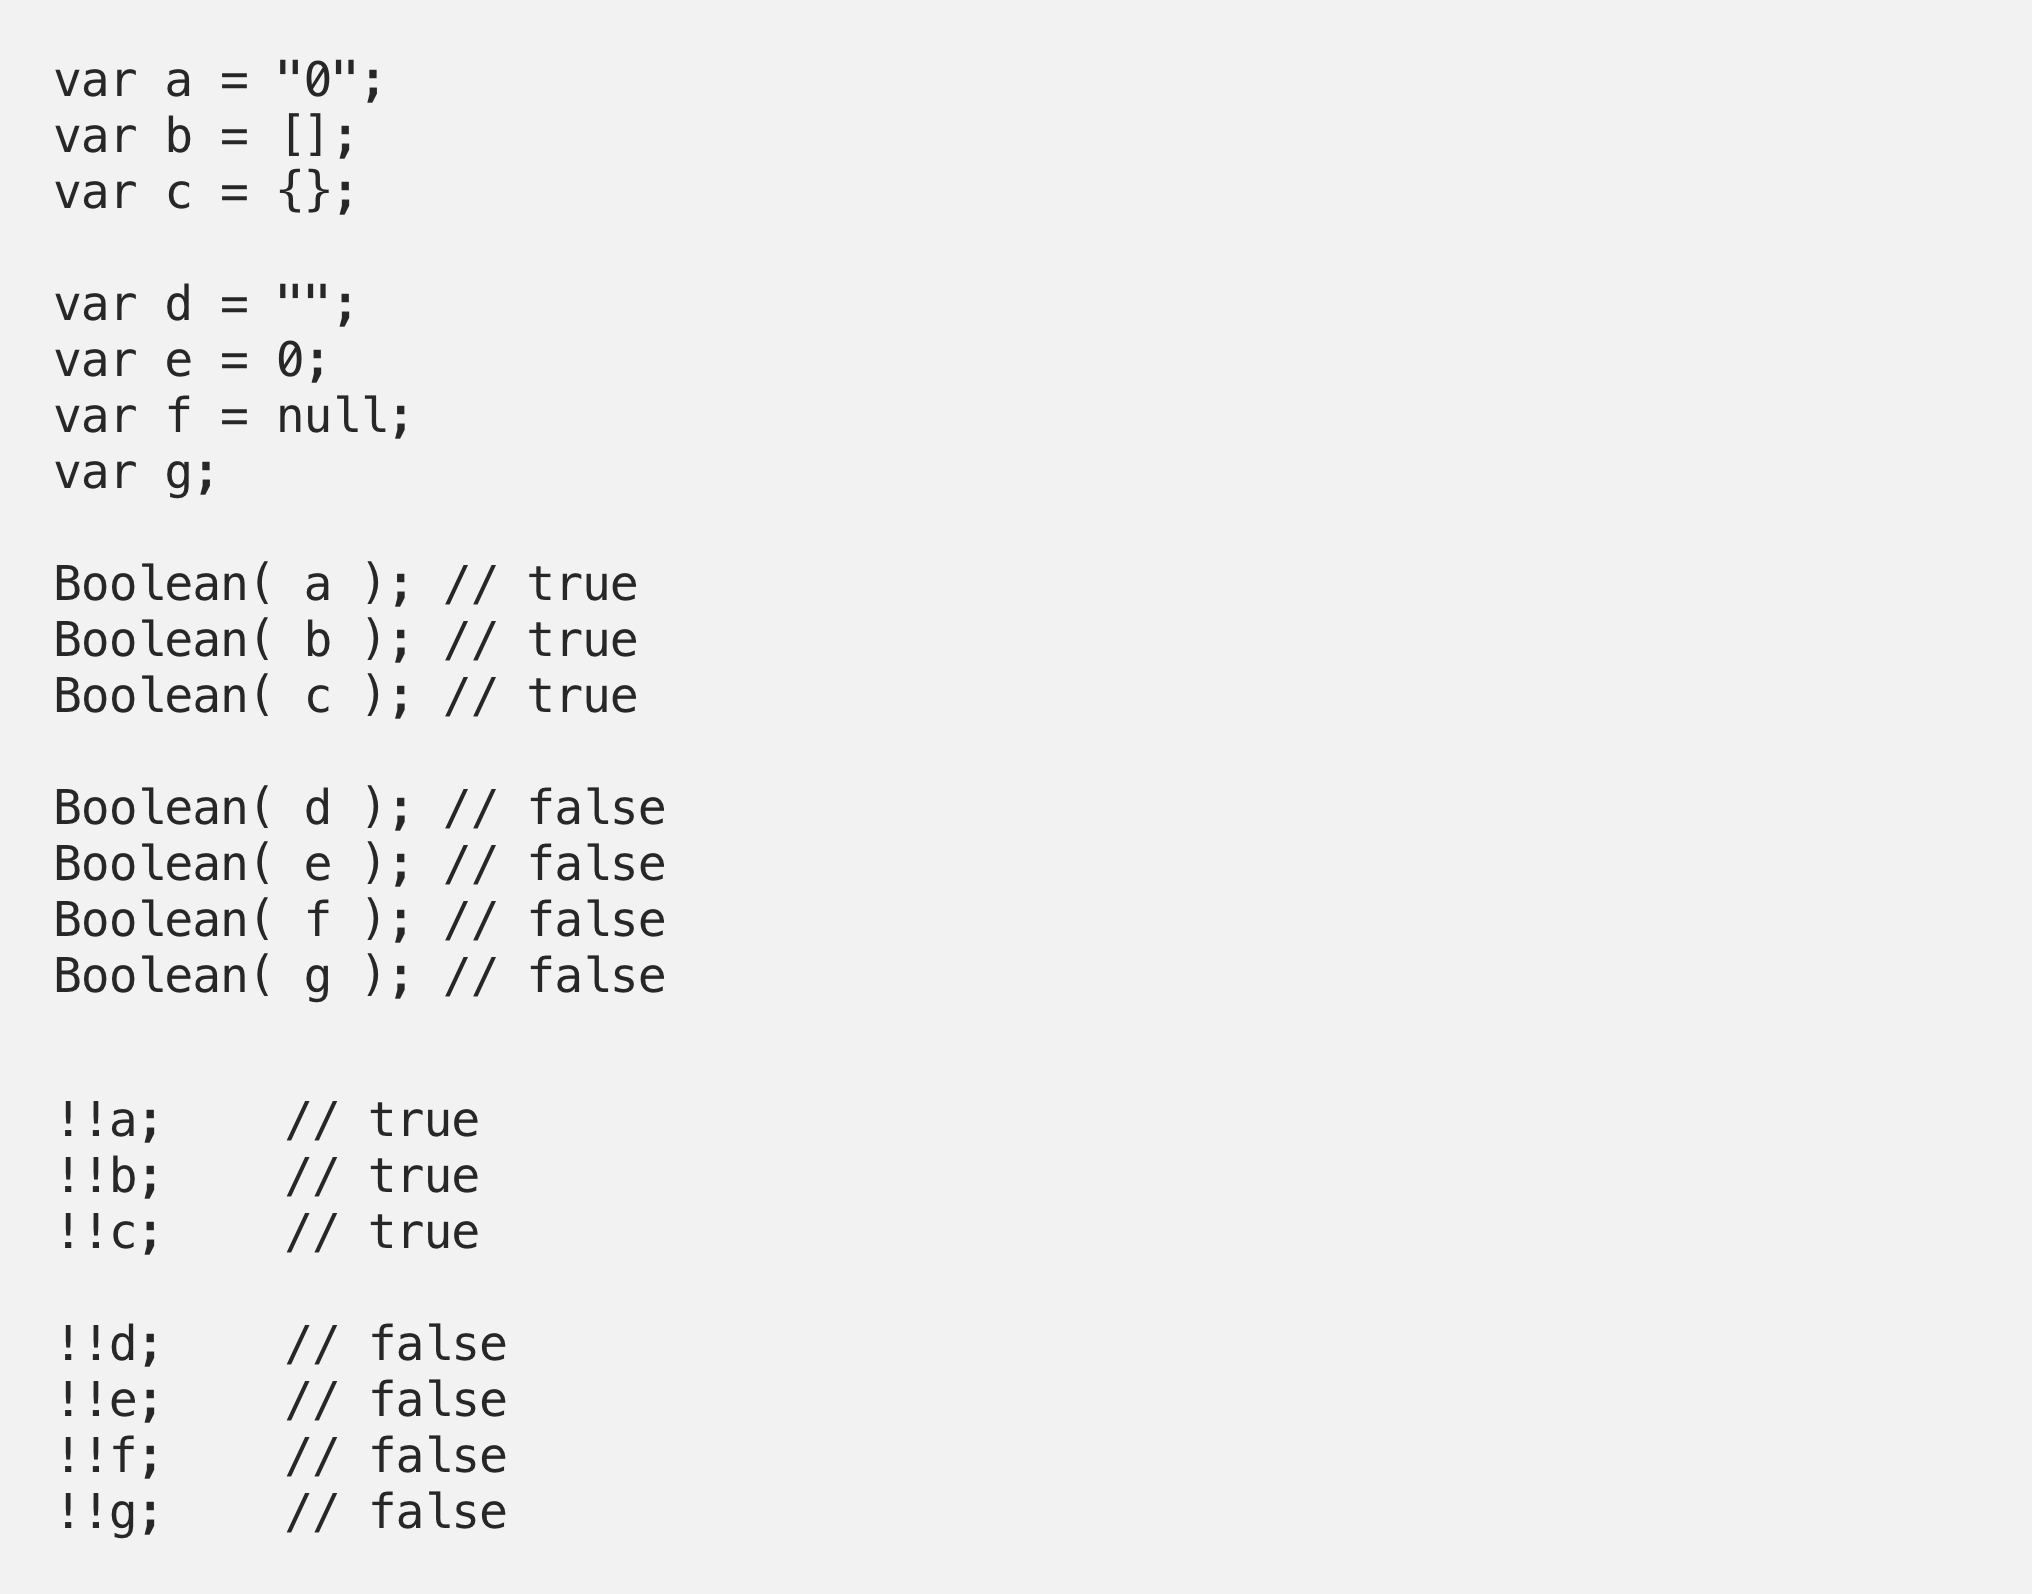 var a = "0";
var b = [];
var c = {};

var d = "";
var e = 0;
var f = null;
var g;

Boolean( a ); // true
Boolean( b ); // true
Boolean( c ); // true

Boolean( d ); // false
Boolean( e ); // false
Boolean( f ); // false
Boolean( g ); // false

!!a;	// true
!!b;	// true
!!c;	// true

!!d;	// false
!!e;	// false
!!f;	// false
!!g;	// false